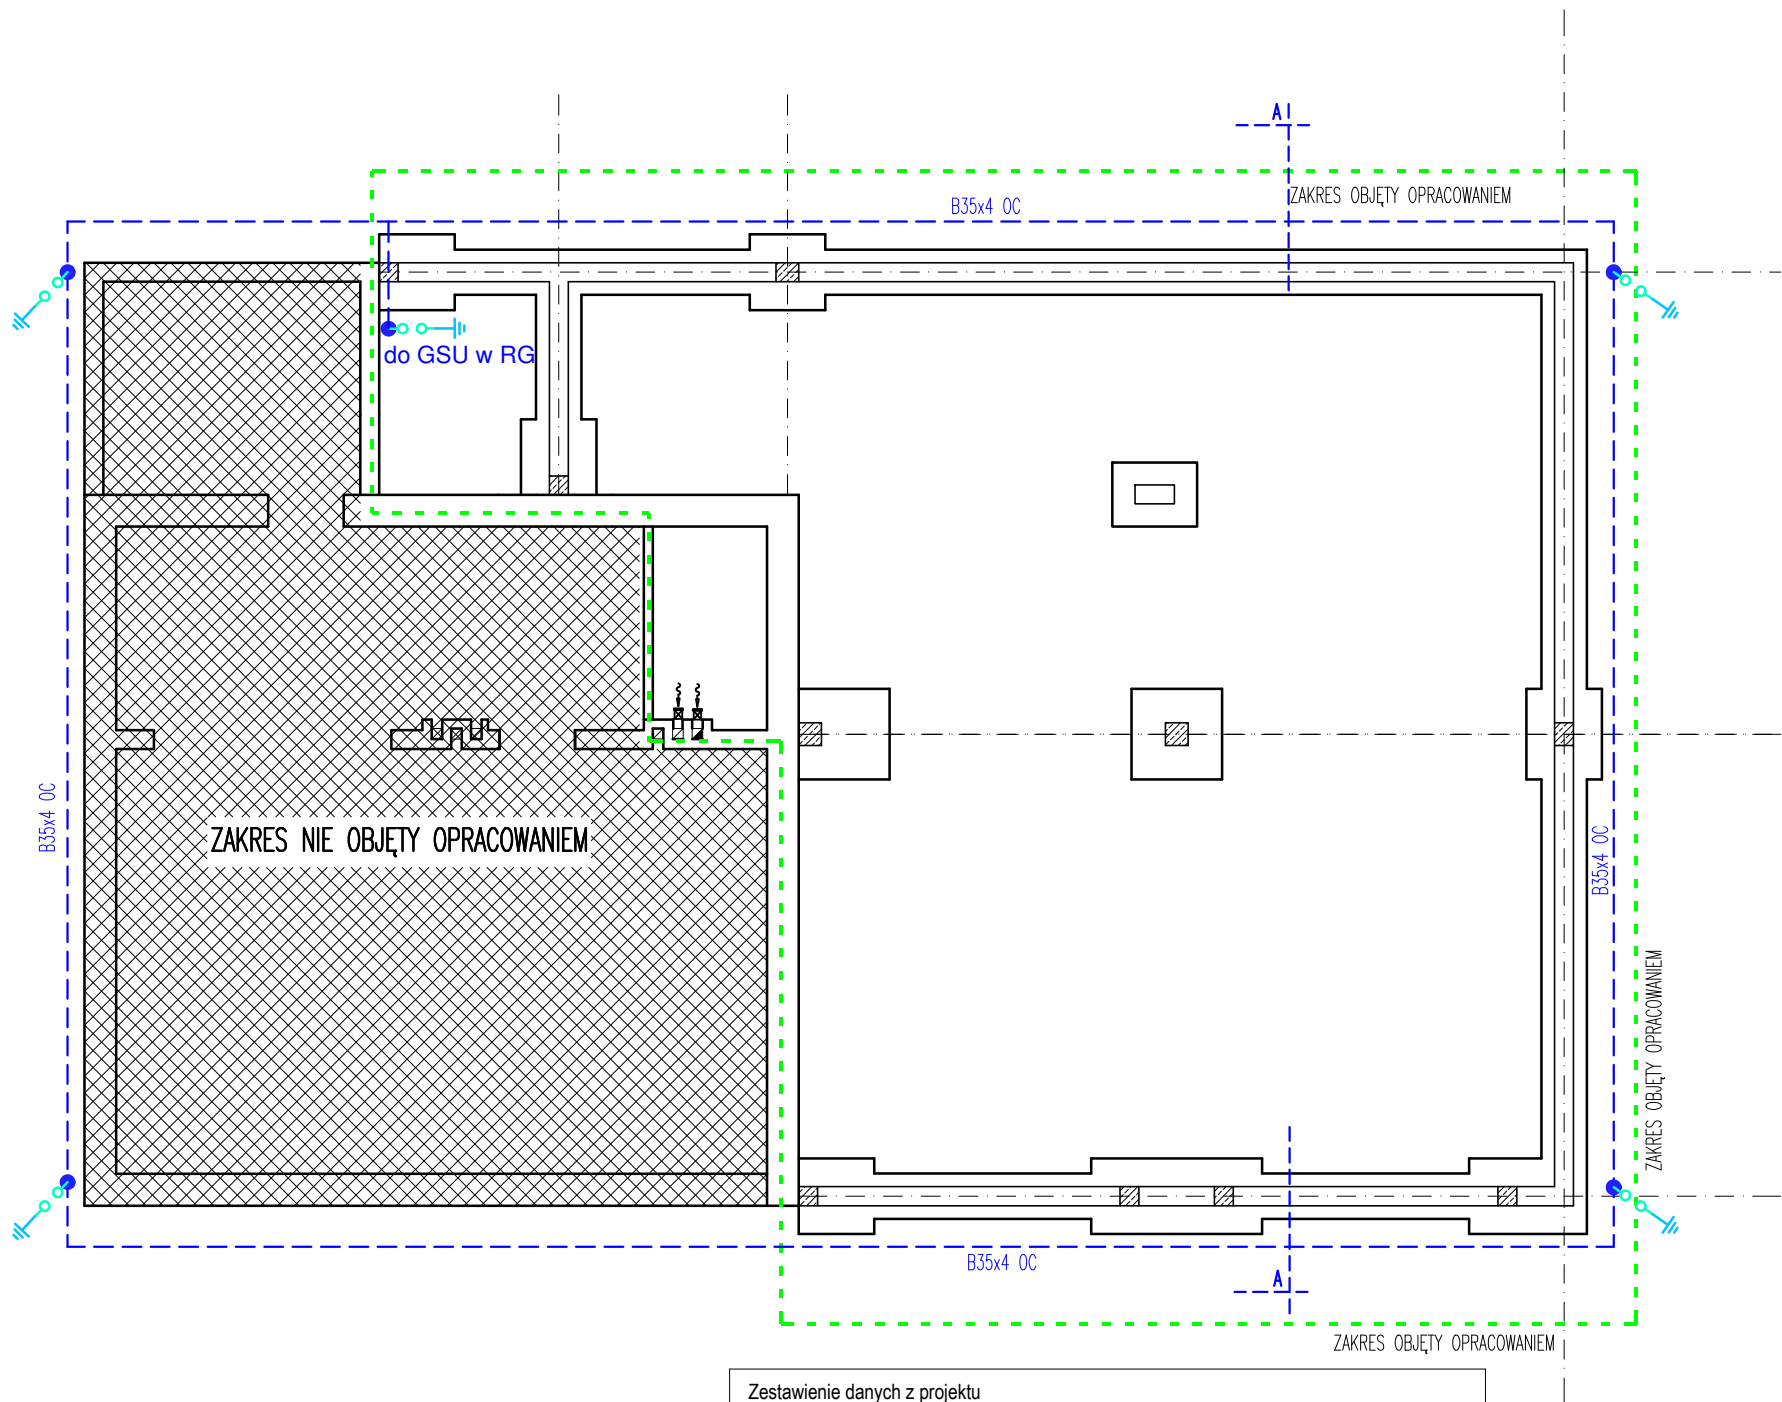 A
ZAKRES OBJĘTY OPRACOWANIEM
B35x4 OC
do GSU w RG
B35x4 OC
ZAKRES NIE OBJĘTY OPRACOWANIEM
B35x4 OC
ZAKRES OBJĘTY OPRACOWANIEM
B35x4 OC
A
ZAKRES OBJĘTY OPRACOWANIEM
Zestawienie danych z projektu